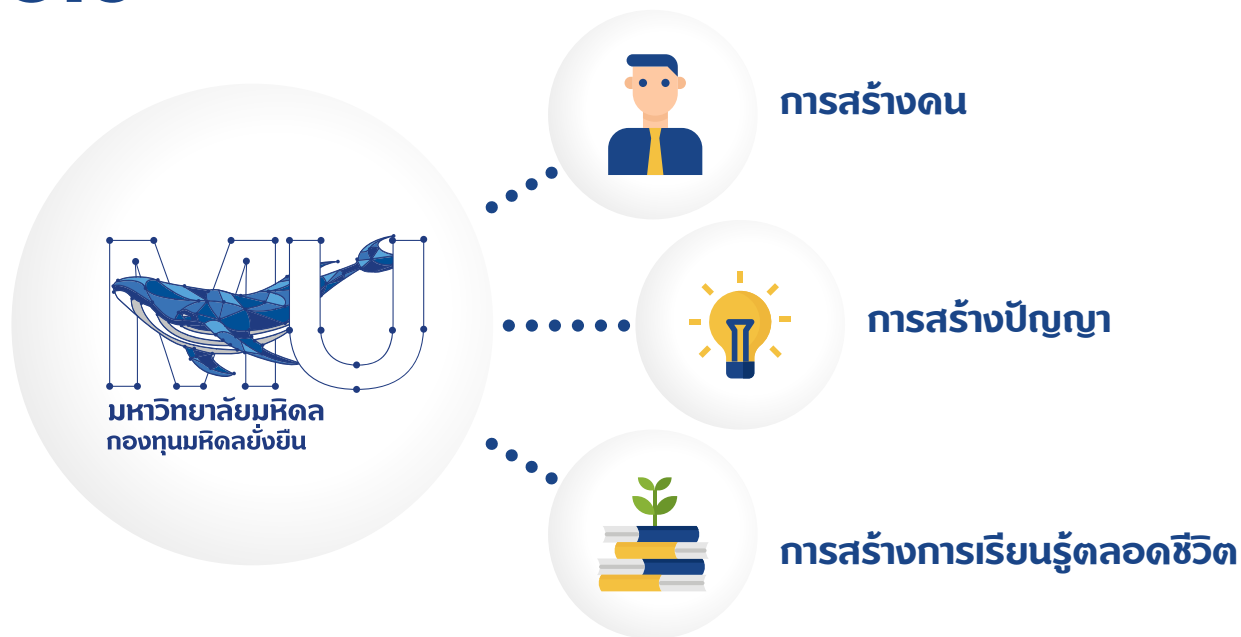 การสร้างคน
MU
การสร้างปัญญา
มหาวิทยาลัยมหิดล
กองทุนมหิดลยั่งยืน
การสร้างการเรียนรู้ตลอดชีวิต